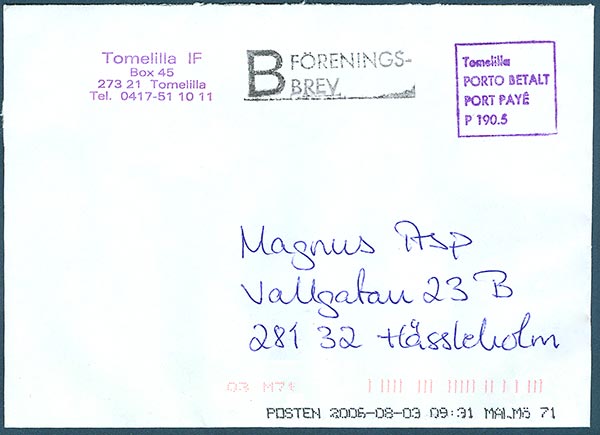 Tomelilla IF
Box 45
273 21 Tomelilla
Tel. 0417-51 10 11
B FÖRENINGS-
BREV
Tomelilla
PORTO BETALT
PORT PAYÉ
P 190.5
Magnus Asp
Vallgatan 23 B
281 32 Hässleholm
03 M71
POSTEN 2006-08-03 09:31 MALMö 71